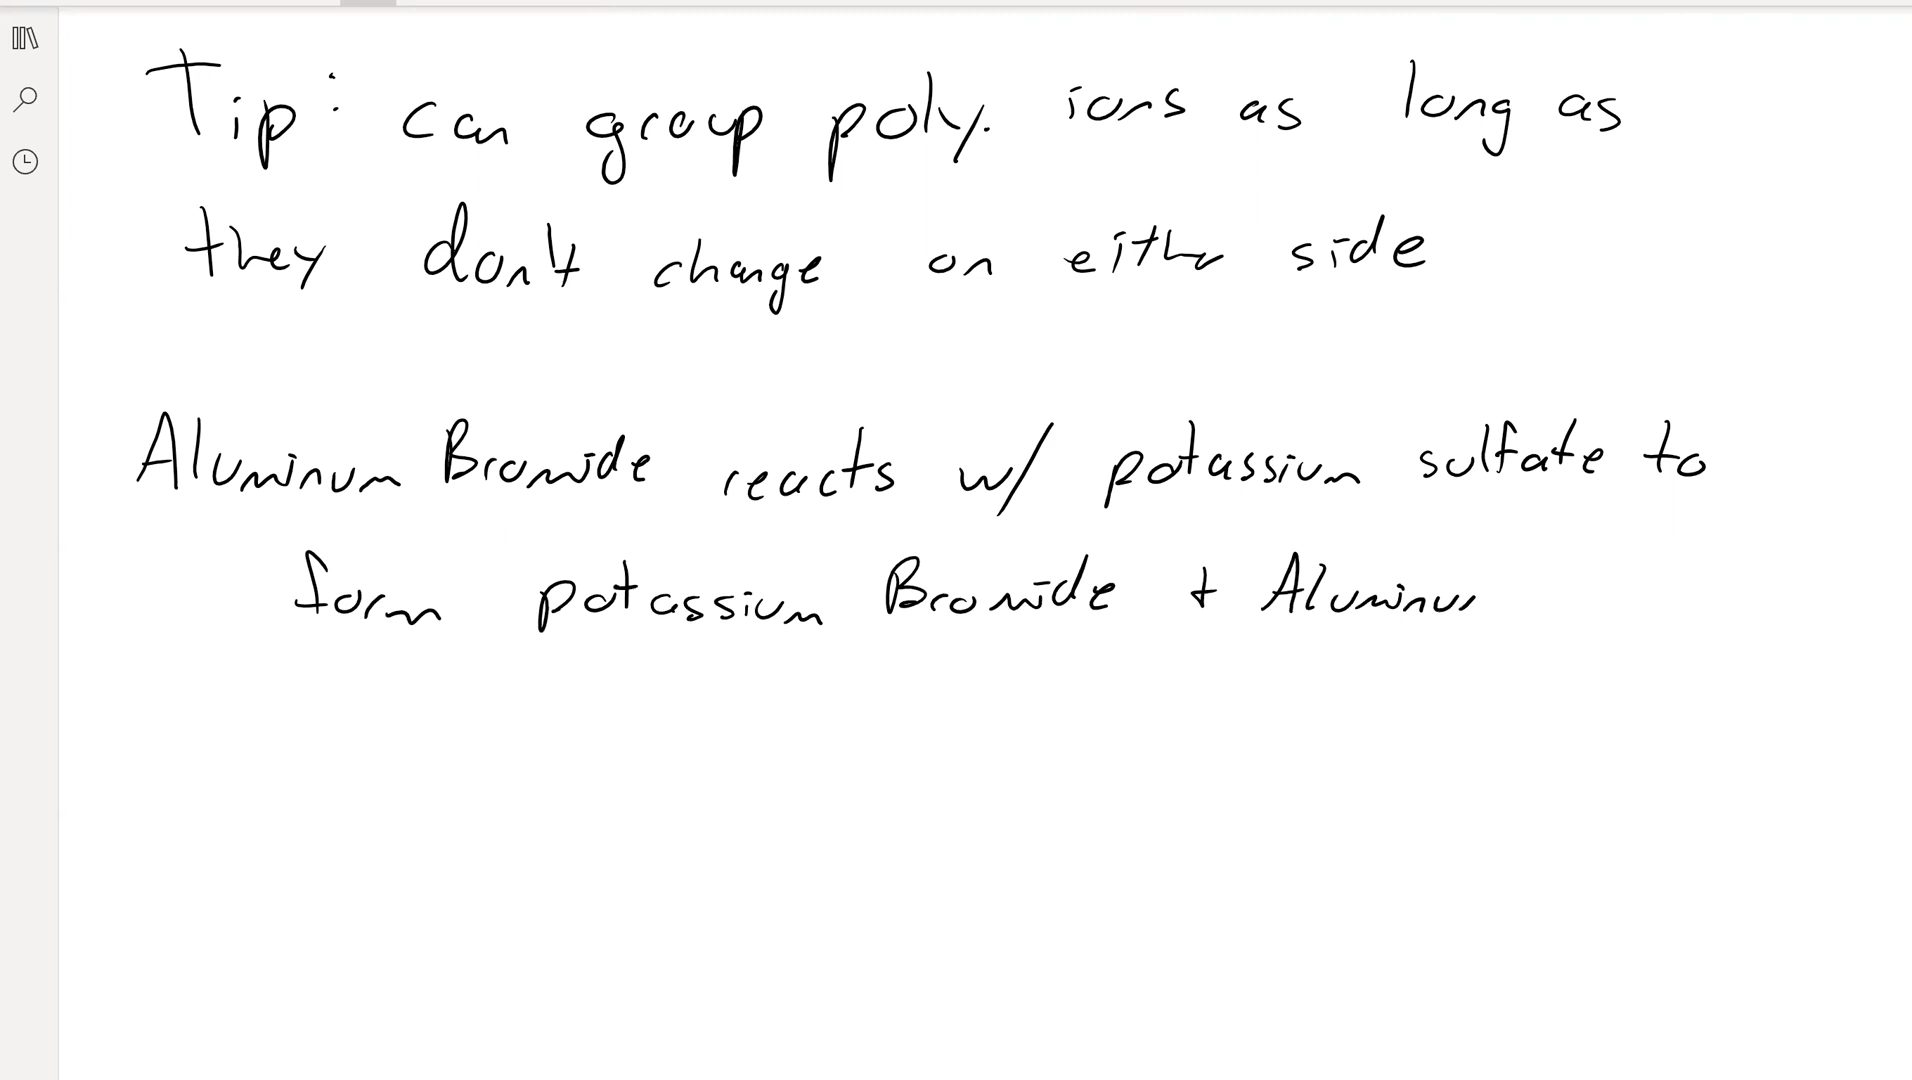 Tip: can group poly. ions as long as
they don't change on either side
Aluminum Bromide reacts w/ potassium sulfate to
form potassium Bromide + Aluminu